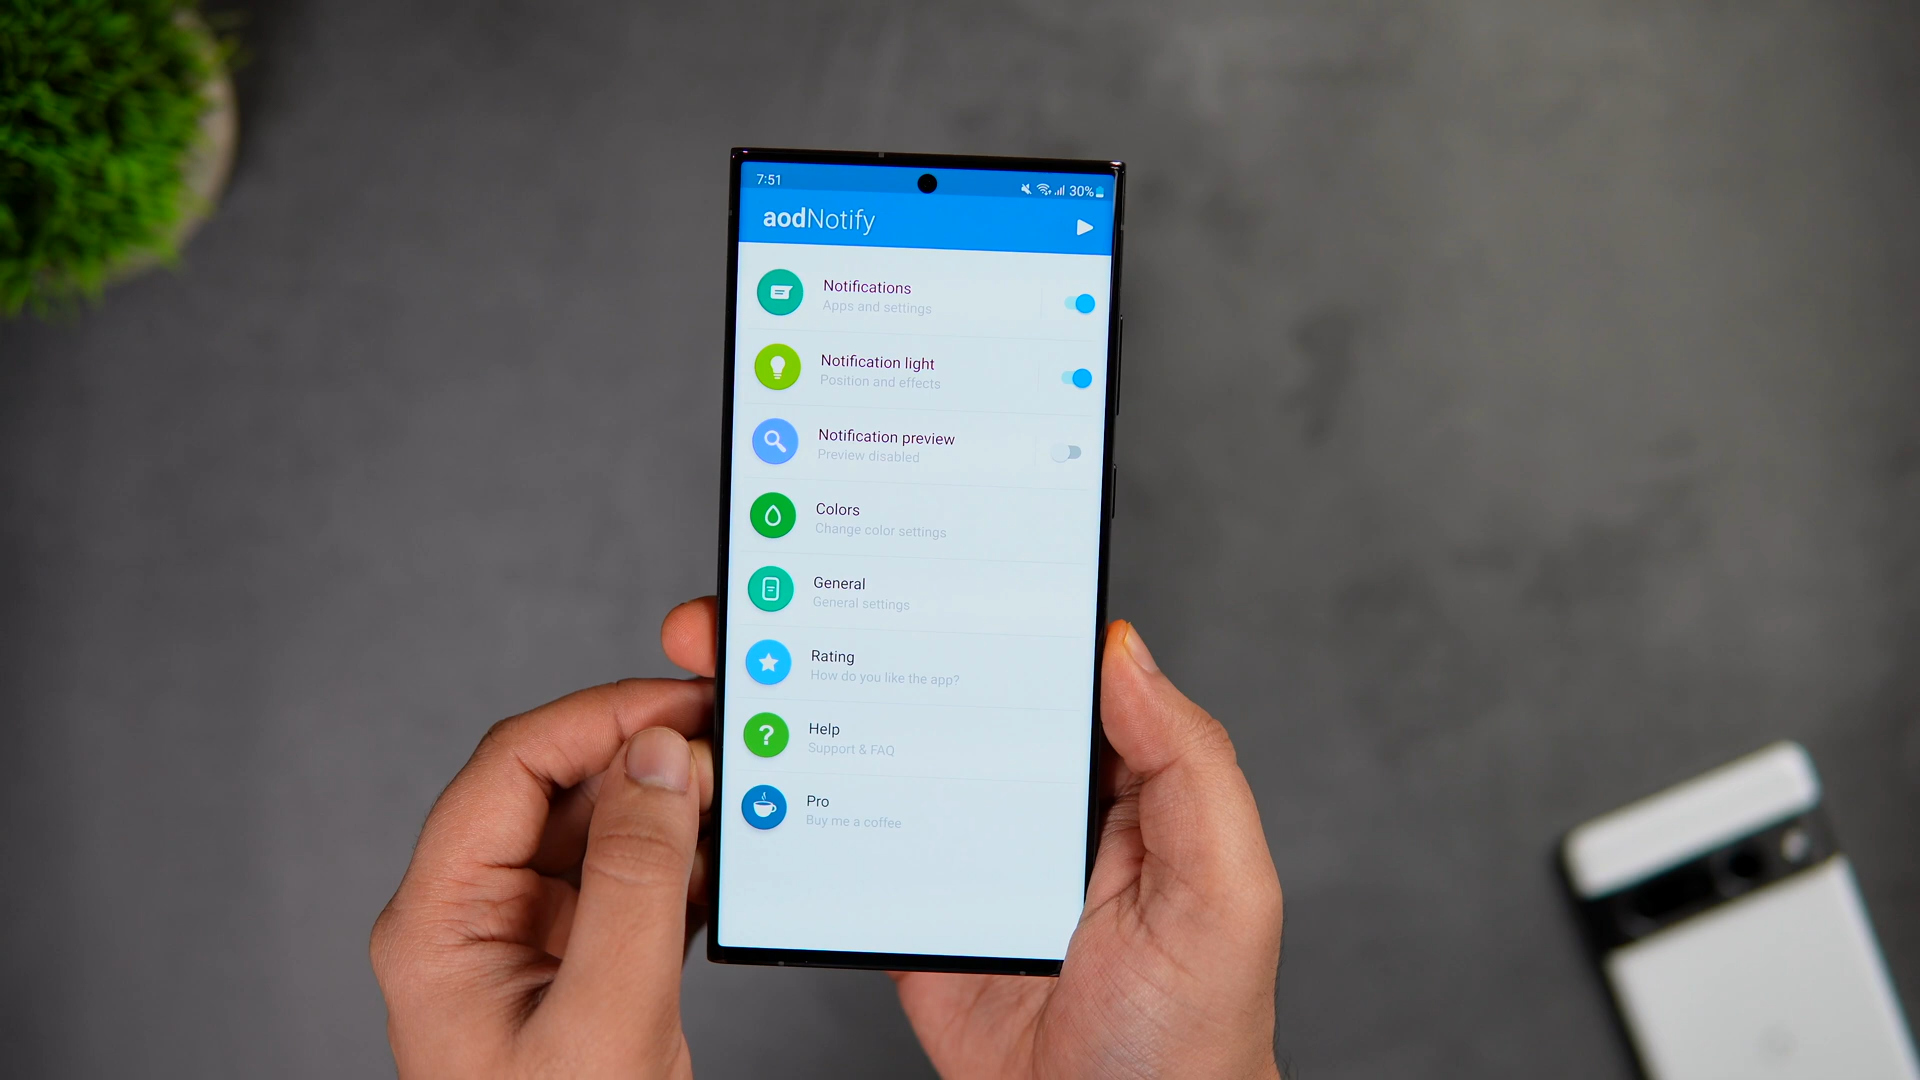 7:51
30%
aodNotify
Notifications
Apps and settings
Notification light
Position and effects
Notification preview
Preview disabled
Colors
Change color settings
General
General settings
Rating
How do you like the app?
?
Help
Support & FAQ
Pro
Buy me a coffee